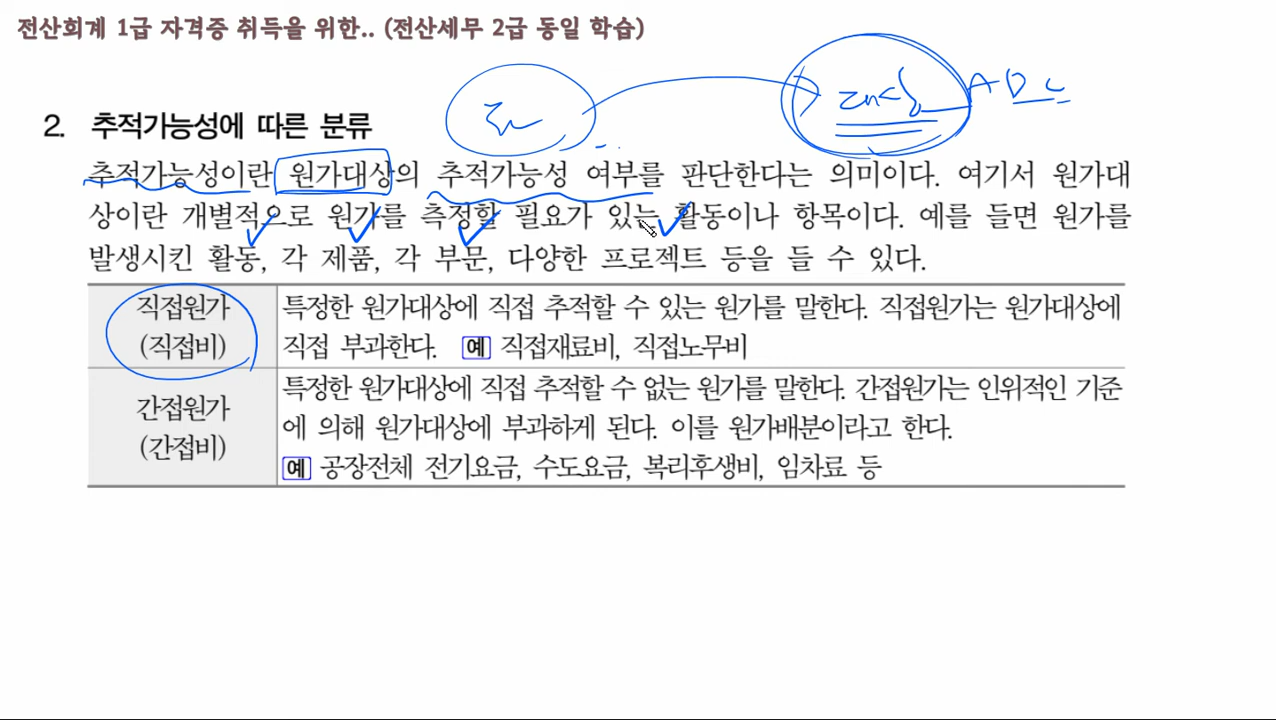 전산회계 1급 자격증 취득을 위한.. (전산세무 2급 동일 학습)
A B C
2. 추적가능성에 따른 분류
추적가능성이란 원가대상의 추적가능성 여부를 판단한다는 의미이다. 여기서 원가대
상이란 개별적으로 원가를 측정할 필요가 있는 활동이나 항목이다. 예를 들면 원가를
발생시킨 활동, 각 제품, 각 부문, 다양한 프로젝트 등을 들 수 있다.
직접원가
(직접비)
특정한 원가대상에 직접 추적할 수 있는 원가를 말한다. 직접원가는 원가대상에
직접 부과한다. 예 직접재료비, 직접노무비
간접원가
(간접비)
특정한 원가대상에 직접 추적할 수 없는 원가를 말한다. 간접원가는 인위적인 기준
에 의해 원가대상에 부과하게 된다. 이를 원가배분이라고 한다.
예 공장전체 전기요금, 수도요금, 복리후생비, 임차료 등